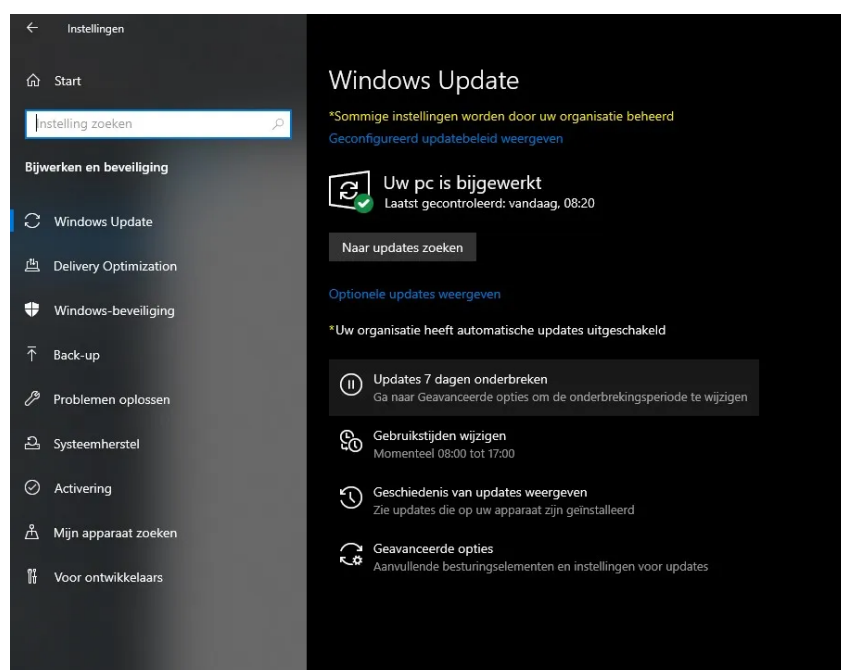 Instellingen
Start
Instelling zoeken
Bijwerken en beveiliging
Windows Update
Delivery Optimization
Windows-beveiliging
Back-up
Problemen oplossen
Systeemherstel
Activering
Mijn apparaat zoeken
Voor ontwikkelaars
Windows Update
*Sommige instellingen worden door uw organisatie beheerd
Geconfigureerd updatebeleid weergeven
Uw pc is bijgewerkt
Laatst gecontroleerd: vandaag, 08:20
Naar updates zoeken
Optionele updates weergeven
*Uw organisatie heeft automatische updates uitgeschakeld
Updates 7 dagen onderbreken
Ga naar Geavanceerde opties om de onderbrekingsperiode te wijzigen
Gebruikstijden wijzigen
Momenteel 08:00 tot 17:00
Geschiedenis van updates weergeven
Zie updates die op uw apparaat zijn geïnstalleerd
Geavanceerde opties
Aanvullende besturingselementen en instellingen voor updates